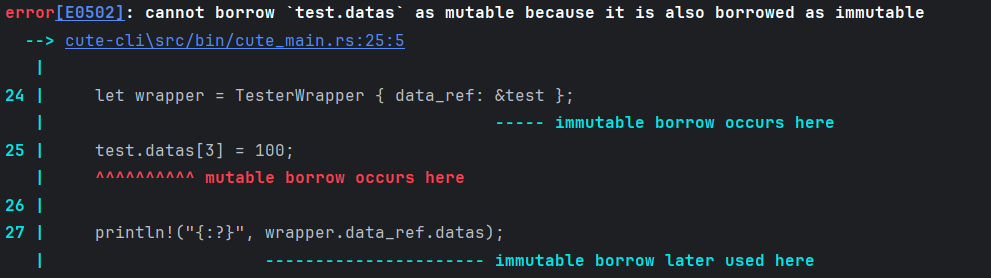 error[E0502]: cannot borrow `test.datas` as mutable because it is also borrowed as immutable
  --> cute-cli\src/bin/cute_main.rs:25:5
   |
24 |     let wrapper = TesterWrapper { data_ref: &test };
   |                                             ----- immutable borrow occurs here
25 |     test.datas[3] = 100;
   |     ^^^^^^^^^^ mutable borrow occurs here
26 |
27 |     println!("{:?}", wrapper.data_ref.datas);
   |                      ---------------------- immutable borrow later used here